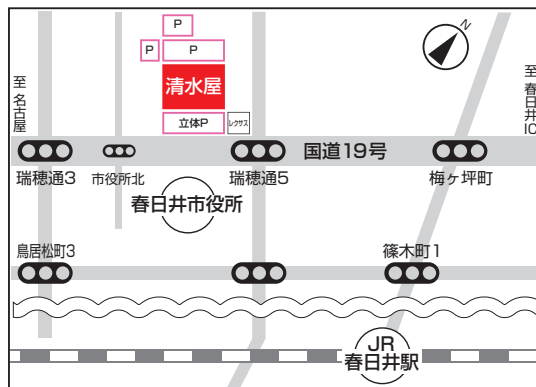 P
P
P
N
清水屋
至 名古屋
至 春日井IC
立体P
レクサス
国道19号
瑞穂通3
市役所北
瑞穂通5
梅ヶ坪町
春日井市役所
鳥居松町3
篠木町1
JR
春日井駅